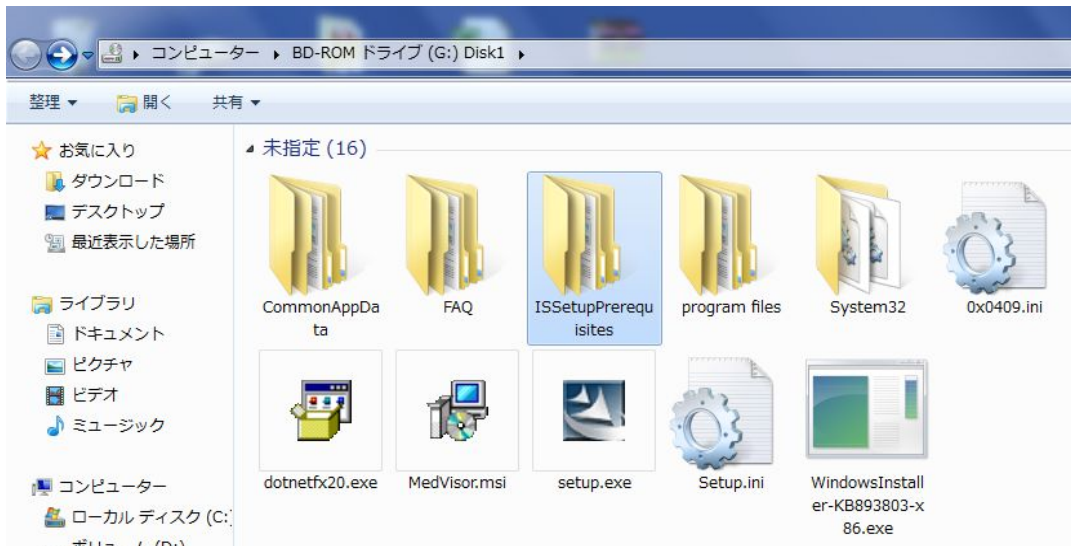 コンピューター ▸ BD-ROM ドライブ (G:) Disk1 ▸
整理 ▼ 開く 共有 ▼
お気に入り
ダウンロード
デスクトップ
最近表示した場所
ライブラリ
ドキュメント
ピクチャ
ビデオ
ミュージック
コンピューター
ローカル ディスク (C:
未指定 (16)
CommonAppDa
ta
FAQ
ISSetupPrerequ
isites
program files
System32
0x0409.ini
dotnetfx20.exe
MedVisor.msi
setup.exe
Setup.ini
WindowsInstall
er-KB893803-x
86.exe